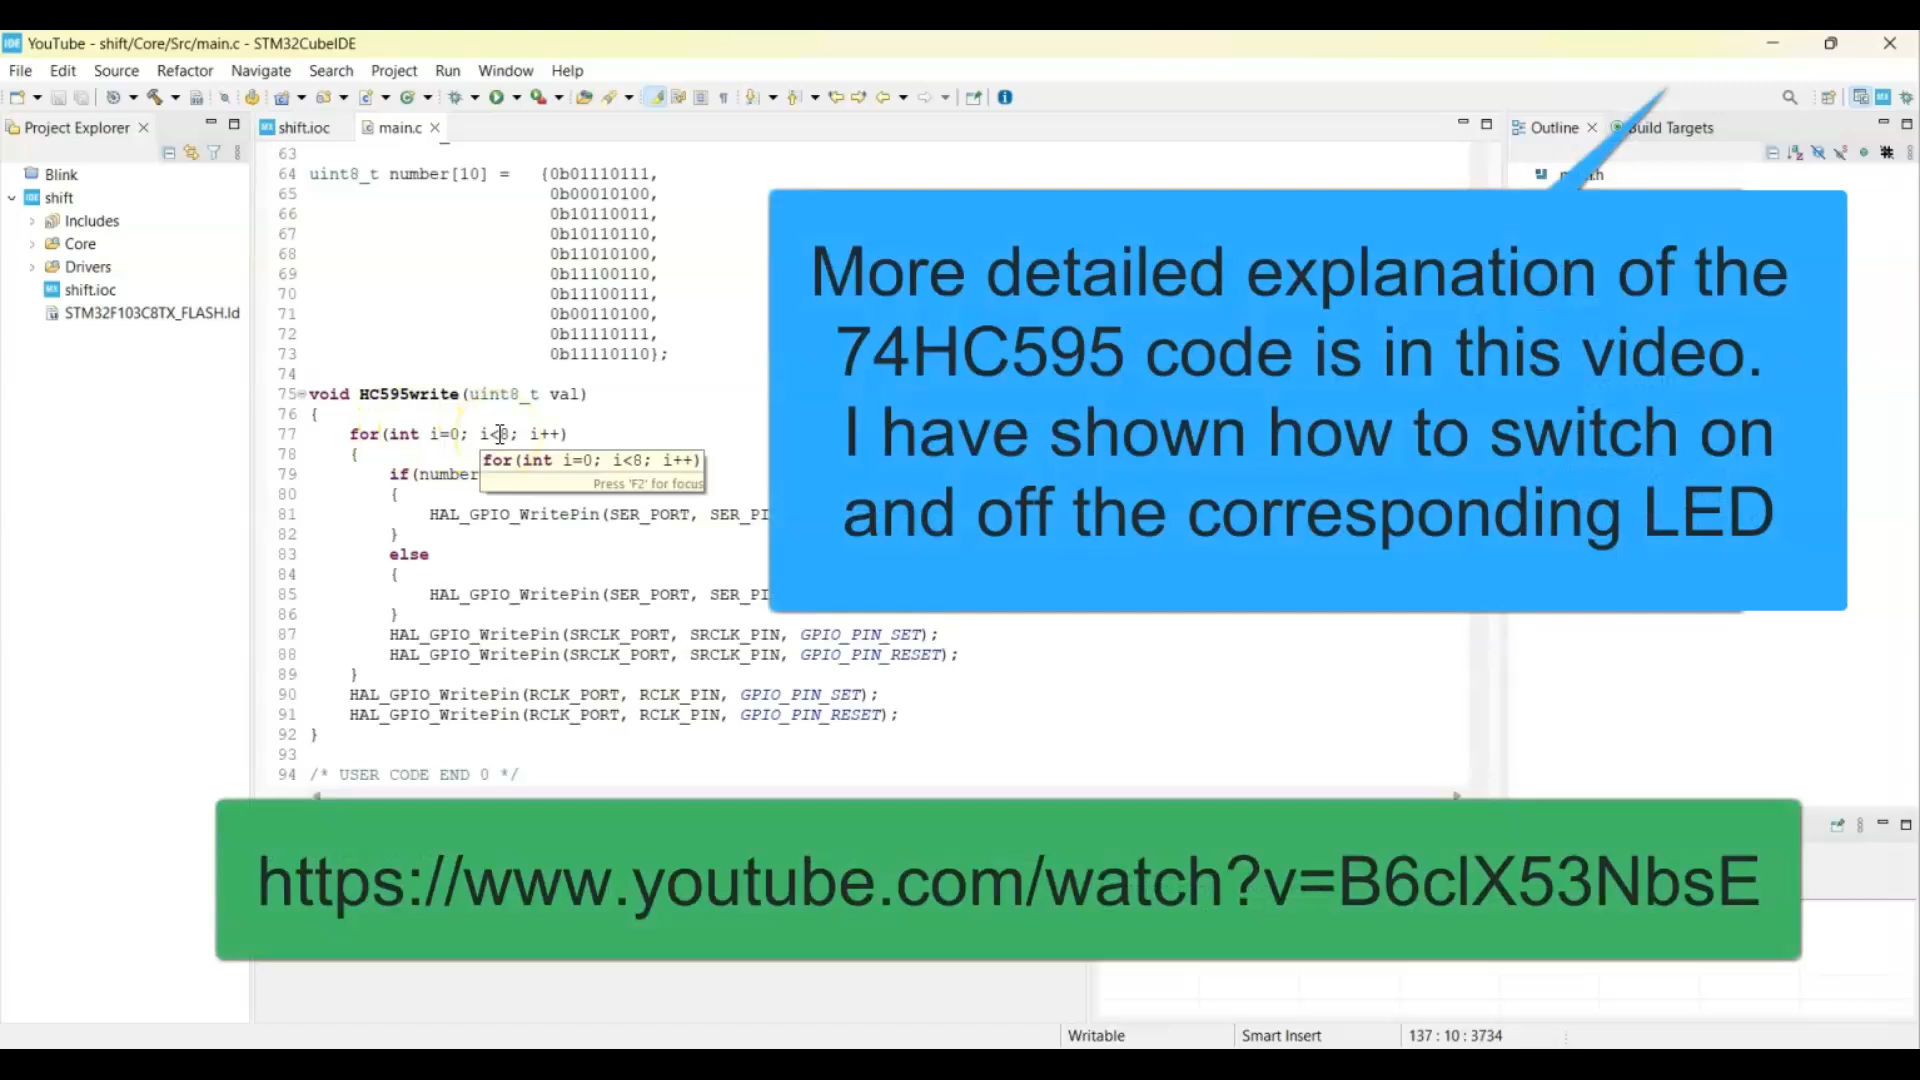 YouTube - shift/Core/Src/main.c - STM32CubeIDE
File Edit Source Refactor Navigate Search Project Run Window Help
Project Explorer
shift.ioc
main.c
Outline
Build Targets
Blink
shift
Includes
Core
Drivers
shift.ioc
STM32F103C8TX_FLASH.ld
63
64 uint8_t number[10] = {0b01110111,
65 0b00010100,
66 0b10110011,
67 0b10110110,
68 0b11010100,
69 0b11100110,
70 0b11100111,
71 0b00110100,
72 0b11110111,
73 0b11110110};
74
75 void HC595write(uint8_t val)
76 {
77 for(int i=0; i<8; i++)
78 {
for(int i=0; i<8; i++)
Press 'F2' for focus
79 if(number
80 {
81 HAL_GPIO_WritePin(SER_PORT, SER_PI
82 }
83 else
84 {
85 HAL_GPIO_WritePin(SER_PORT, SER_PI
86 }
87 HAL_GPIO_WritePin(SRCLK_PORT, SRCLK_PIN, GPIO_PIN_SET);
88 HAL_GPIO_WritePin(SRCLK_PORT, SRCLK_PIN, GPIO_PIN_RESET);
89 }
90 HAL_GPIO_WritePin(RCLK_PORT, RCLK_PIN, GPIO_PIN_SET);
91 HAL_GPIO_WritePin(RCLK_PORT, RCLK_PIN, GPIO_PIN_RESET);
92 }
93
94 /* USER CODE END 0 */
More detailed explanation of the
74HC595 code is in this video.
I have shown how to switch on
and off the corresponding LED
https://www.youtube.com/watch?v=B6clX53NbsE
Writable
Smart Insert
137 : 10 : 3734